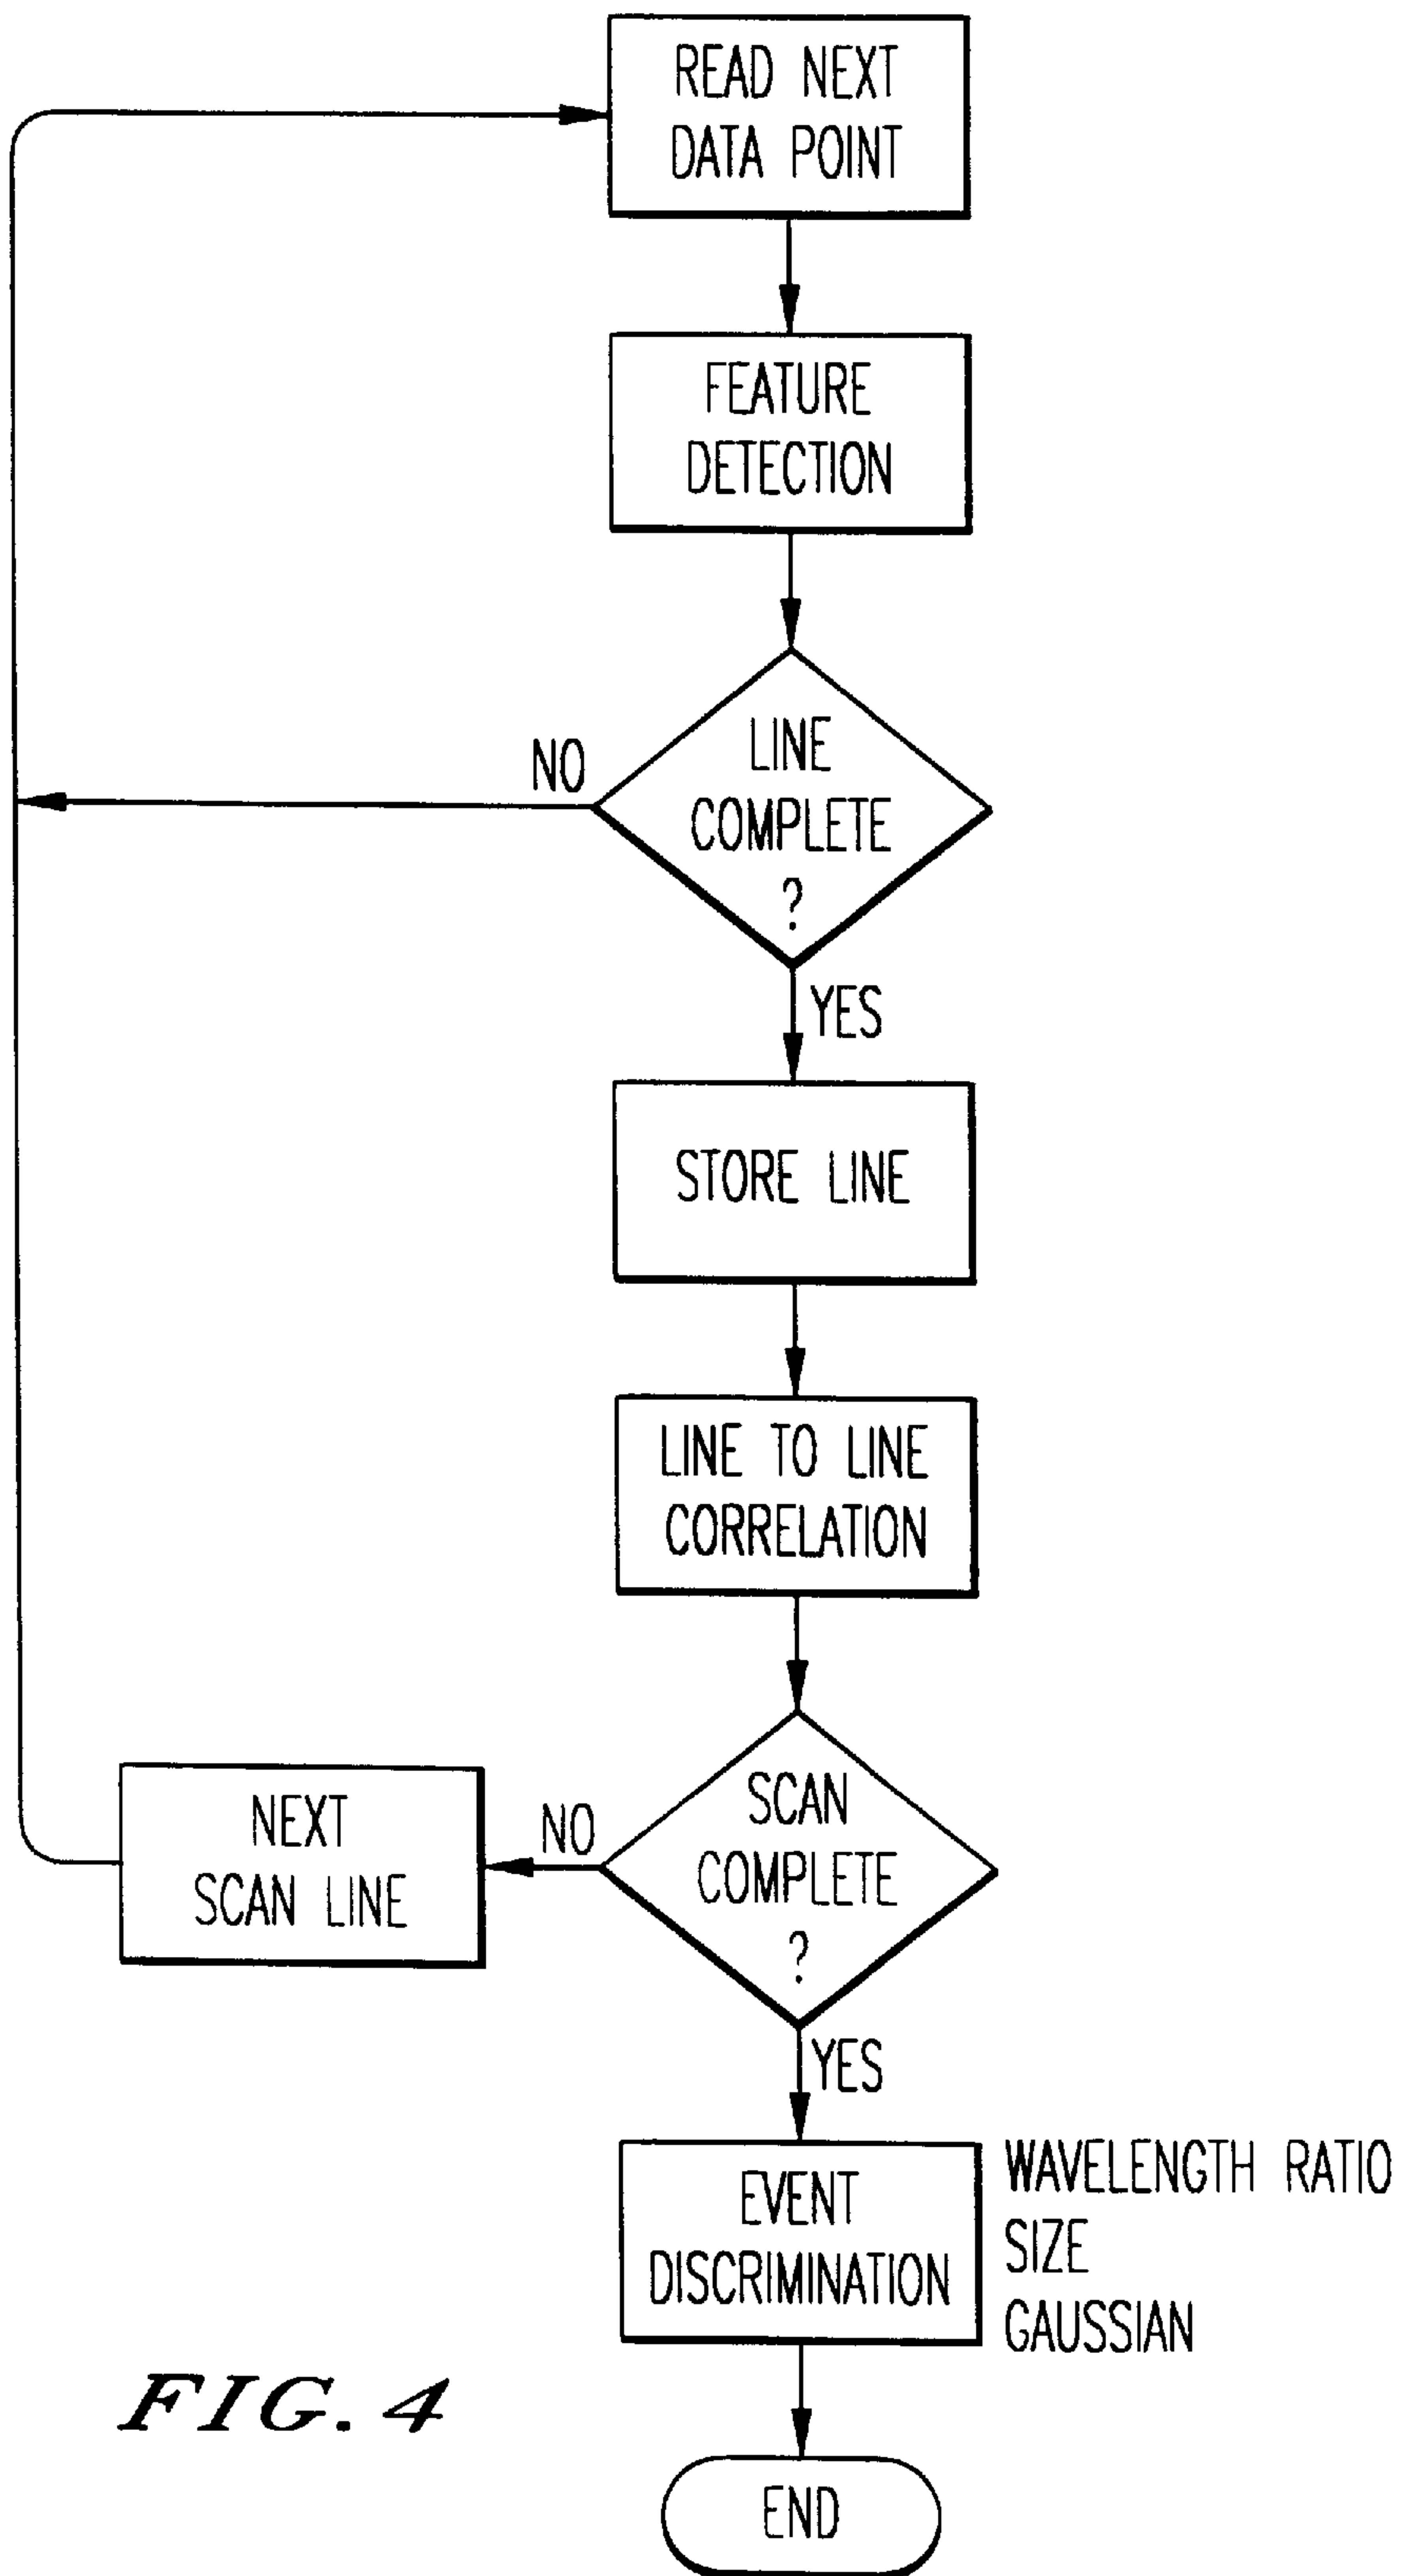 READ NEXT
DATA POINT
FEATURE
DETECTION
LINE
COMPLETE
?
NO
YES
STORE LINE
LINE TO LINE
CORRELATION
SCAN
COMPLETE
?
NO
NEXT
SCAN LINE
YES
EVENT
DISCRIMINATION
WAVELENGTH RATIO
SIZE
GAUSSIAN
END
FIG. 4